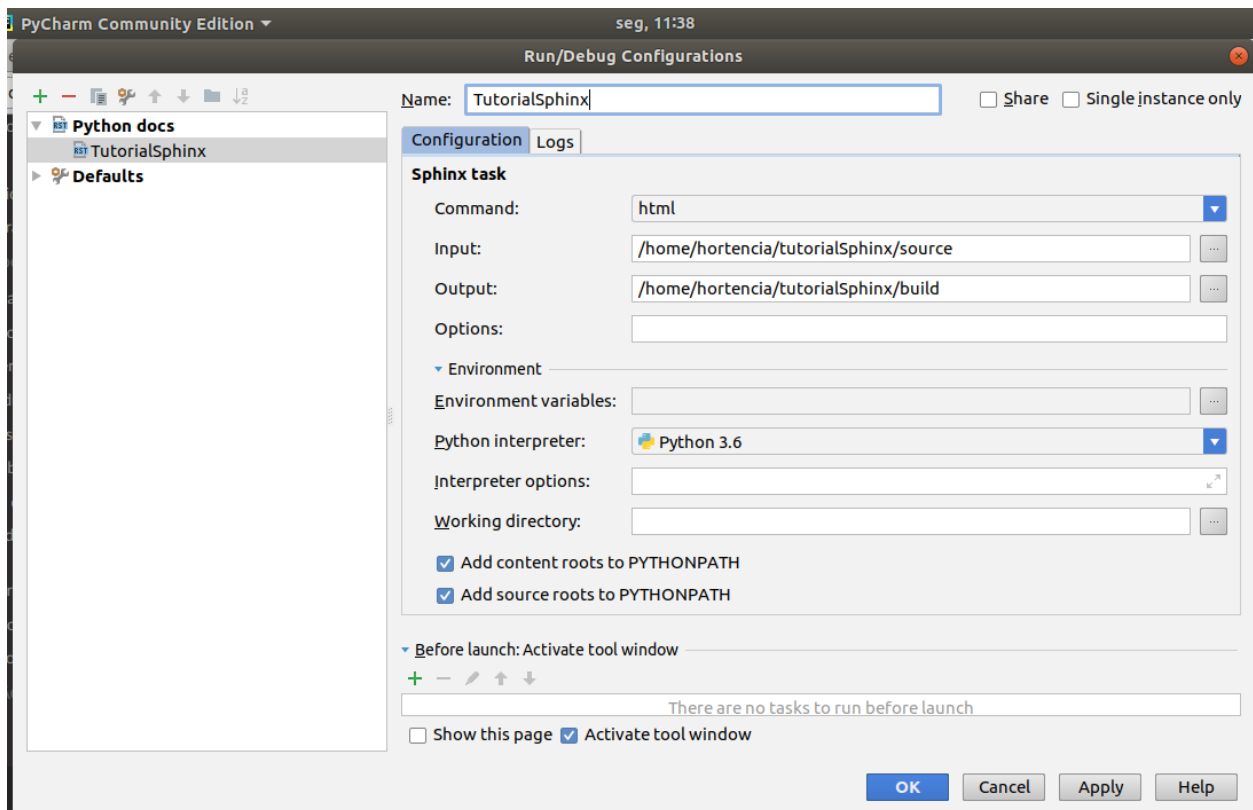 PyCharm Community Edition
seg, 11:38
Run/Debug Configurations
Name: TutorialSphinx
Share
Single instance only
RST Python docs
RST TutorialSphinx
Defaults
Configuration
Logs
Sphinx task
Command: html
Input: /home/hortencia/tutorialSphinx/source
...
Output: /home/hortencia/tutorialSphinx/build
...
Options:
Environment
Environment variables:
...
Python interpreter: Python 3.6
Interpreter options:
Working directory:
...
Add content roots to PYTHONPATH
Add source roots to PYTHONPATH
Before launch: Activate tool window
There are no tasks to run before launch
Show this page
Activate tool window
OK
Cancel
Apply
Help